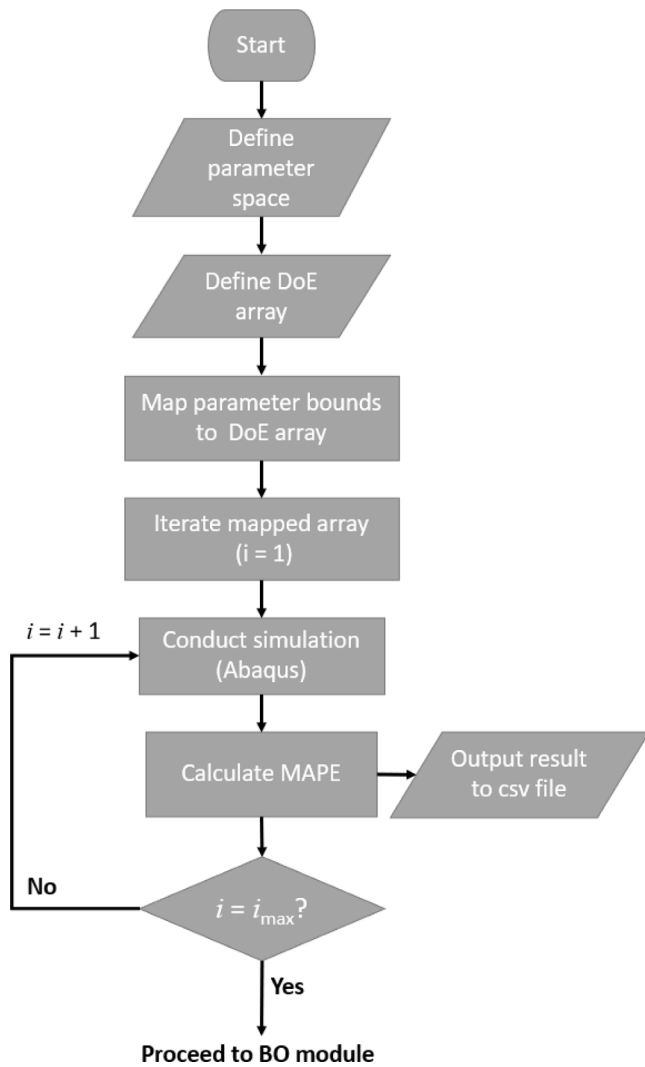 Start
Define
parameter
space
Define DoE
array
Map parameter bounds
to DoE array
Iterate mapped array
(i = 1)
i = i + 1
Conduct simulation
(Abaqus)
Calculate MAPE
Output result
to csv file
No
i = imax?
Yes
Proceed to BO module